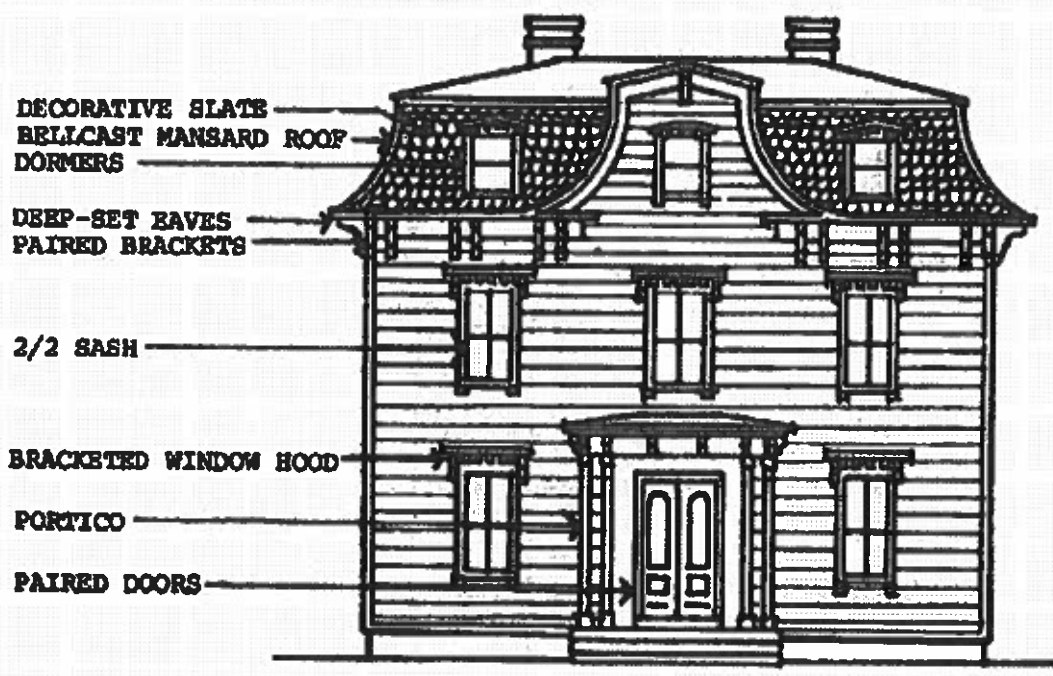 DECORATIVE SLATE
BELLCAST MANSARD ROOF
DORMERS
DEEP-SET EAVES
PAIRED BRACKETS
2/2 SASH
BRACKETED WINDOW HOOD
PORTICO
PAIRED DOORS